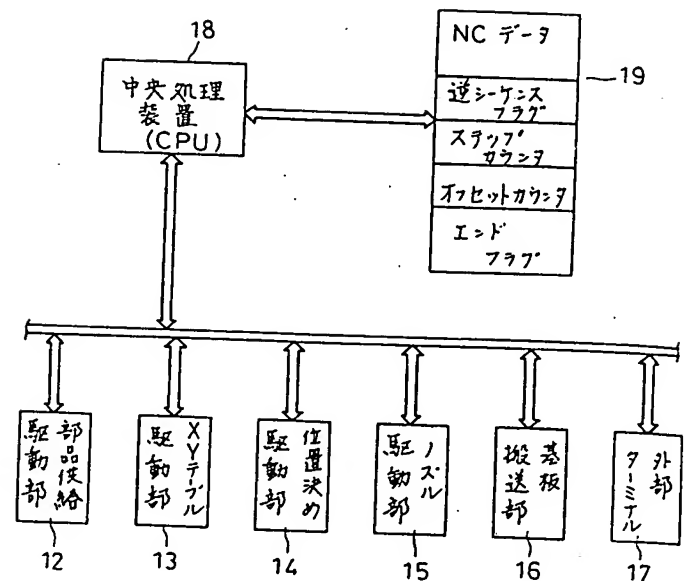 18
中央処理
装置
(CPU)
NC データ
逆シーケンス
フラグ
ステップ
カウンタ
オフセットカウンタ
エンド
フラグ
19
部品供給
駆動部
XYテーブル
駆動部
位置決め
駆動部
ノズル
駆動部
基板
搬送部
外部
ターミナル
12
13
14
15
16
17